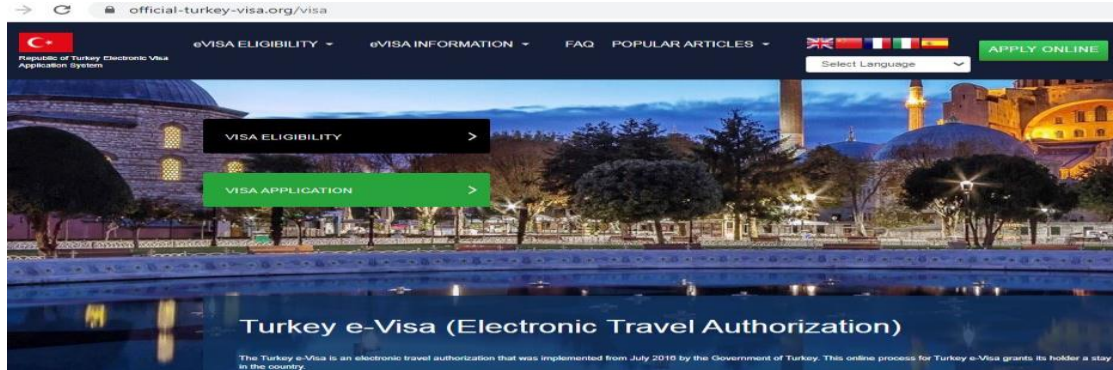 official-turkey-visa.org/visa
eVISA ELIGIBILITY
eVISA INFORMATION
FAQ
POPULAR ARTICLES
APPLY ONLINE
Republic of Turkey Electronic Visa
Application System
Select Language
VISA ELIGIBILITY
VISA APPLICATION
Turkey e-Visa (Electronic Travel Authorization)
The Turkey e-Visa is an electronic travel authorization that was implemented from July 2016 by the Government of Turkey. This online process for Turkey e-Visa grants its holder a stay
in the country.